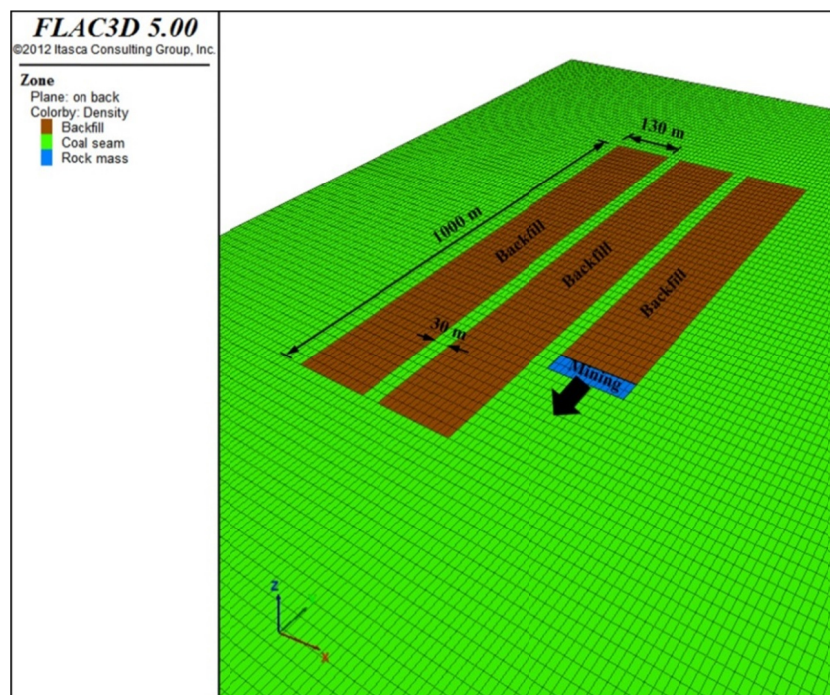 FLAC3D 5.00
©2012 Itasca Consulting Group, Inc.
Zone
Plane: on back
Colorby: Density
Backfill
Coal seam
Rock mass
130 m
1000 m
Backfill
Backfill
Backfill
30 m
Mining
Z
X